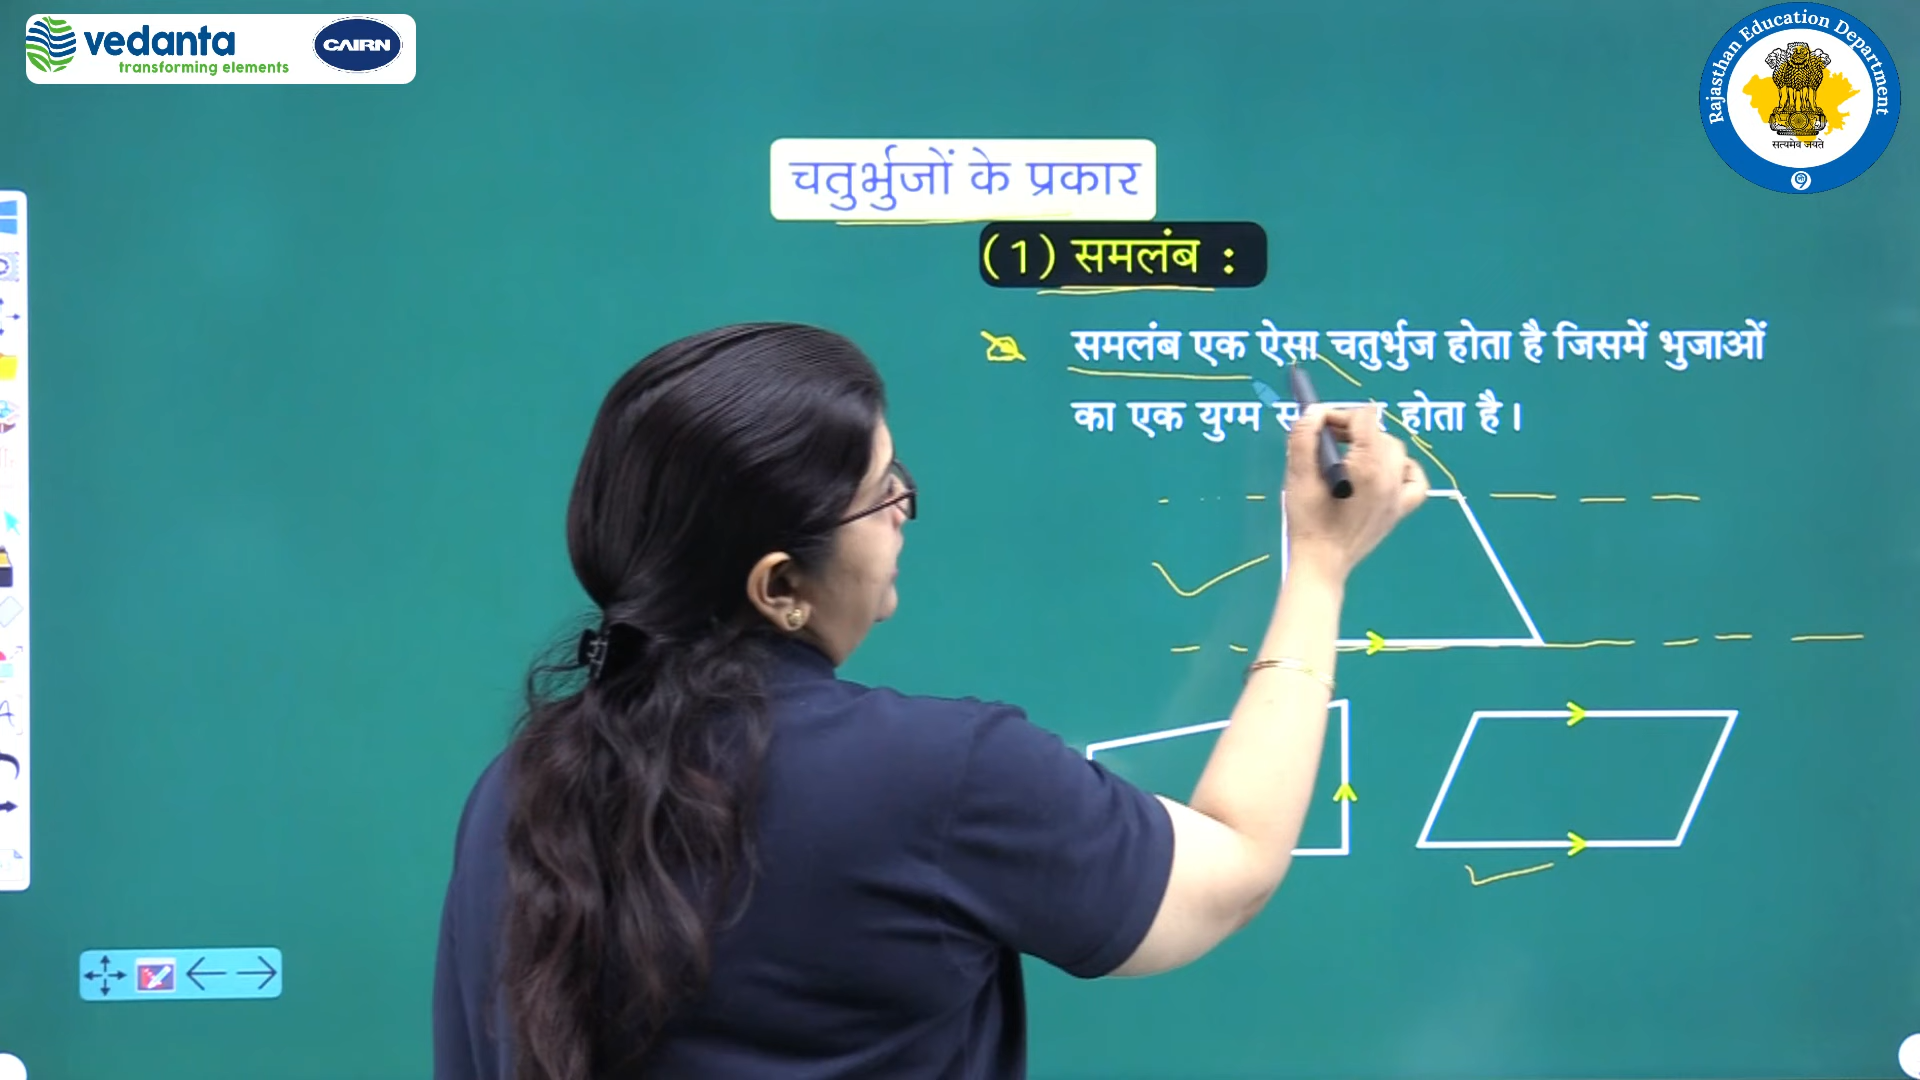 vedanta
transforming elements
CAIRN
Rajasthan Education Department
सत्यमेव जयते
चतुर्भुजों के प्रकार
(1) समलंब :
समलंब एक ऐसा चतुर्भुज होता है जिसमें भुजाओं
का एक युग्म होता है।